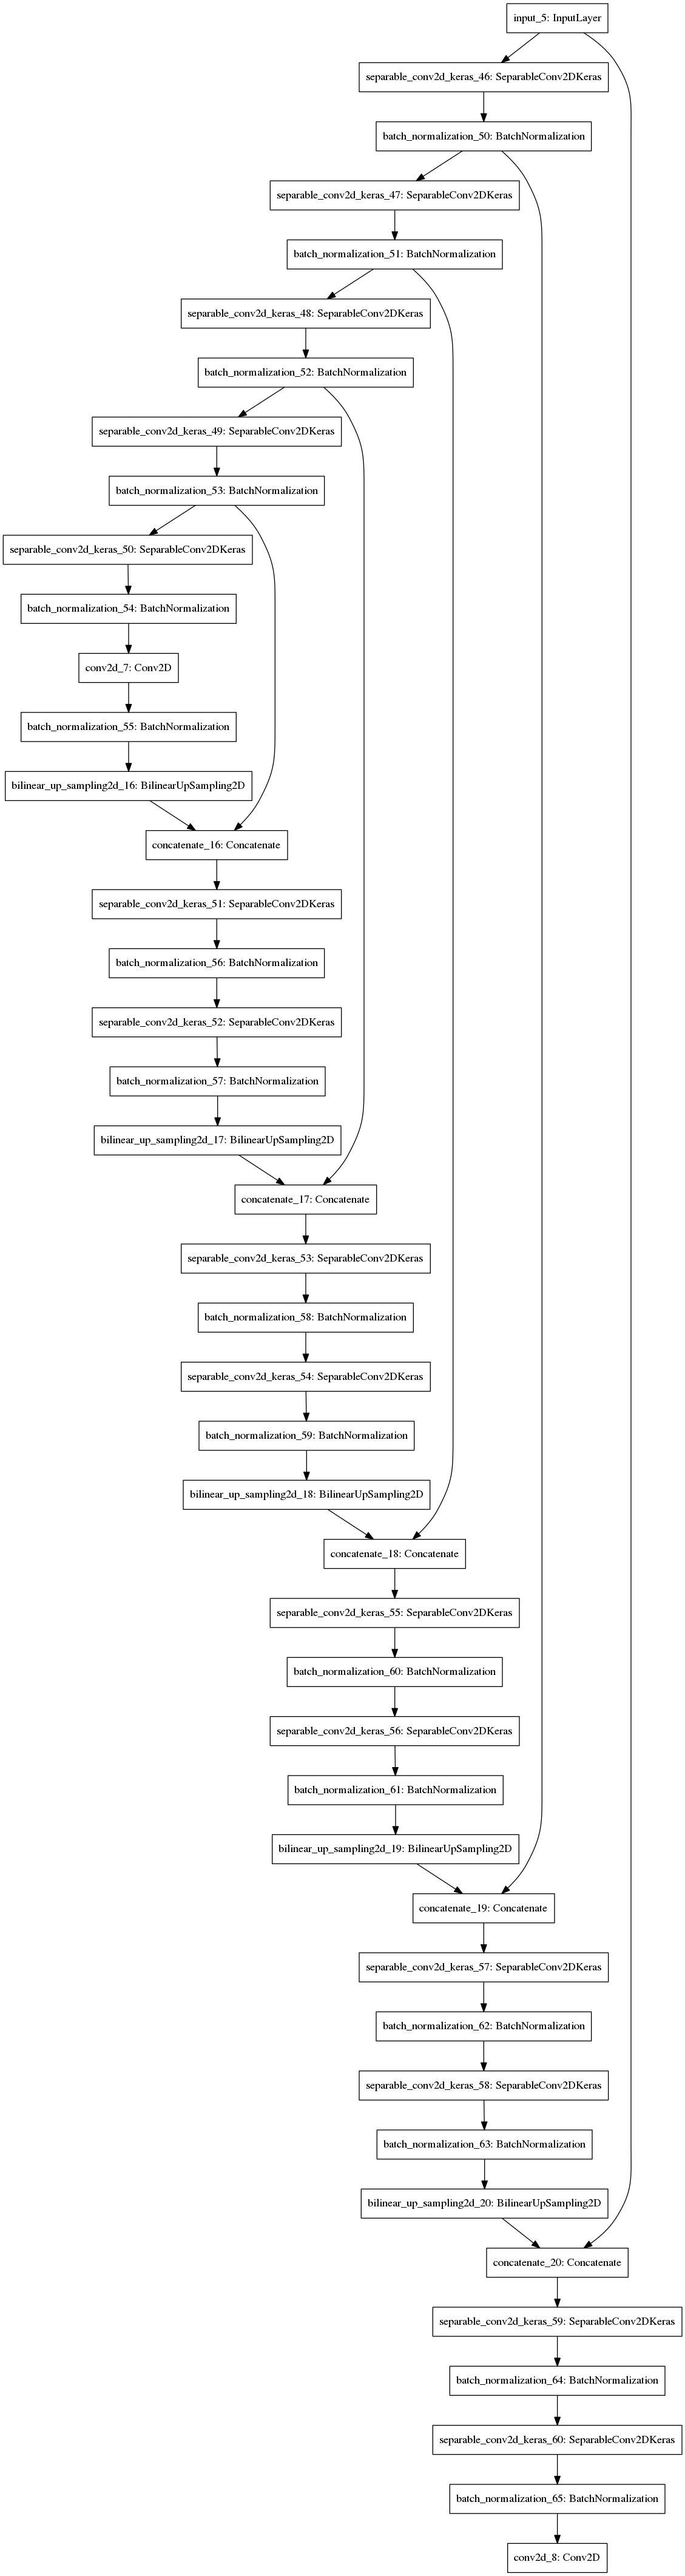 input_5: InputLayer
separable_conv2d_keras_46: SeparableConv2DKeras
batch_normalization_50: BatchNormalization
separable_conv2d_keras_47: SeparableConv2DKeras
batch_normalization_51: BatchNormalization
separable_conv2d_keras_48: SeparableConv2DKeras
batch_normalization_52: BatchNormalization
separable_conv2d_keras_49: SeparableConv2DKeras
batch_normalization_53: BatchNormalization
separable_conv2d_keras_50: SeparableConv2DKeras
batch_normalization_54: BatchNormalization
conv2d_7: Conv2D
batch_normalization_55: BatchNormalization
bilinear_up_sampling2d_16: BilinearUpSampling2D
concatenate_16: Concatenate
separable_conv2d_keras_51: SeparableConv2DKeras
batch_normalization_56: BatchNormalization
separable_conv2d_keras_52: SeparableConv2DKeras
batch_normalization_57: BatchNormalization
bilinear_up_sampling2d_17: BilinearUpSampling2D
concatenate_17: Concatenate
separable_conv2d_keras_53: SeparableConv2DKeras
batch_normalization_58: BatchNormalization
separable_conv2d_keras_54: SeparableConv2DKeras
batch_normalization_59: BatchNormalization
bilinear_up_sampling2d_18: BilinearUpSampling2D
concatenate_18: Concatenate
separable_conv2d_keras_55: SeparableConv2DKeras
batch_normalization_60: BatchNormalization
separable_conv2d_keras_56: SeparableConv2DKeras
batch_normalization_61: BatchNormalization
bilinear_up_sampling2d_19: BilinearUpSampling2D
concatenate_19: Concatenate
separable_conv2d_keras_57: SeparableConv2DKeras
batch_normalization_62: BatchNormalization
separable_conv2d_keras_58: SeparableConv2DKeras
batch_normalization_63: BatchNormalization
bilinear_up_sampling2d_20: BilinearUpSampling2D
concatenate_20: Concatenate
separable_conv2d_keras_59: SeparableConv2DKeras
batch_normalization_64: BatchNormalization
separable_conv2d_keras_60: SeparableConv2DKeras
batch_normalization_65: BatchNormalization
conv2d_8: Conv2D